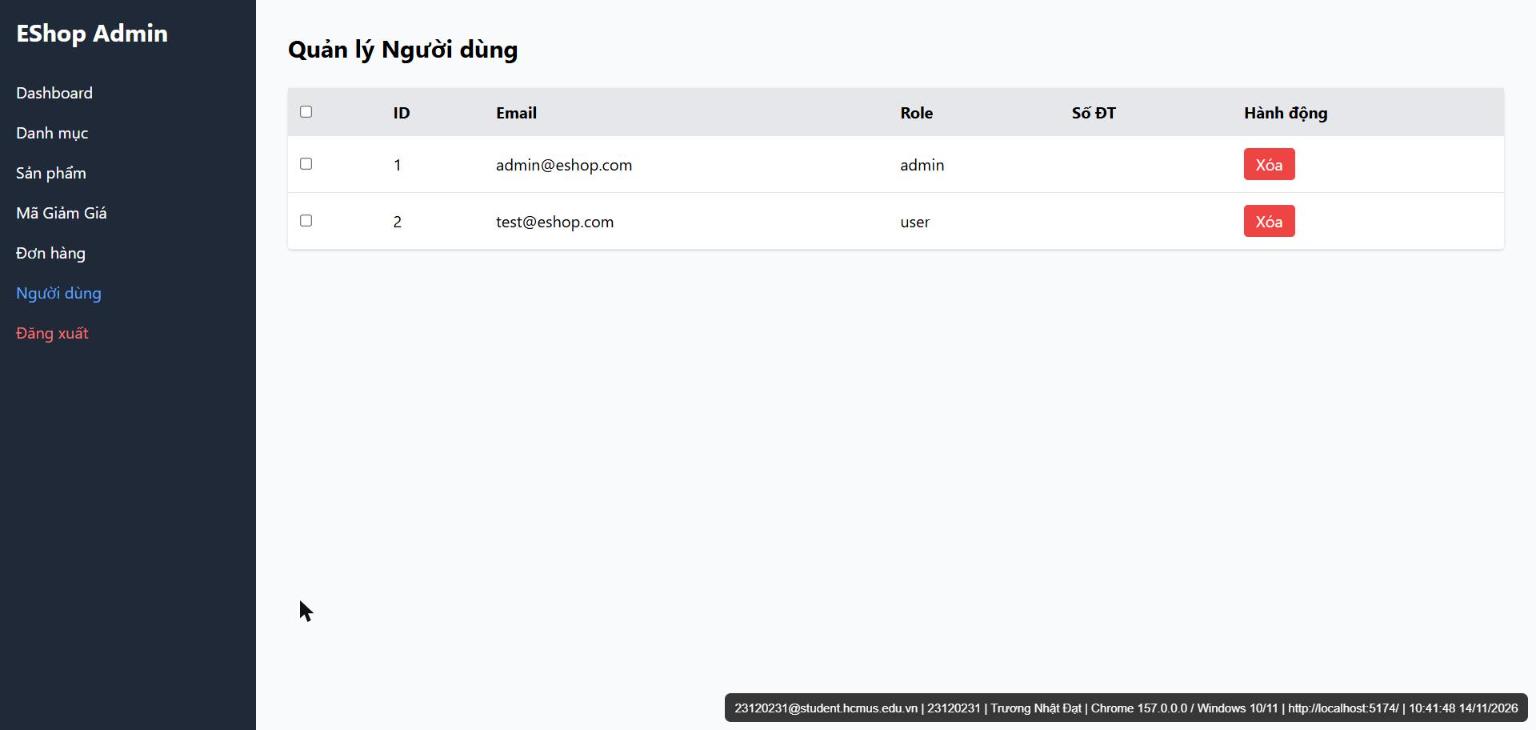 EShop Admin
Dashboard
Danh mục
Sản phẩm
Mã Giảm Giá
Đơn hàng
Người dùng
Đăng xuất
Quản lý Người dùng
ID Email Role Số ĐT Hành động
1 admin@eshop.com admin Xóa
2 test@eshop.com user Xóa
23120231@student.hcmus.edu.vn | 23120231 | Trương Nhật Đạt | Chrome 157.0.0.0 / Windows 10/11 | http://localhost:5174/ | 10:41:48 14/11/2026